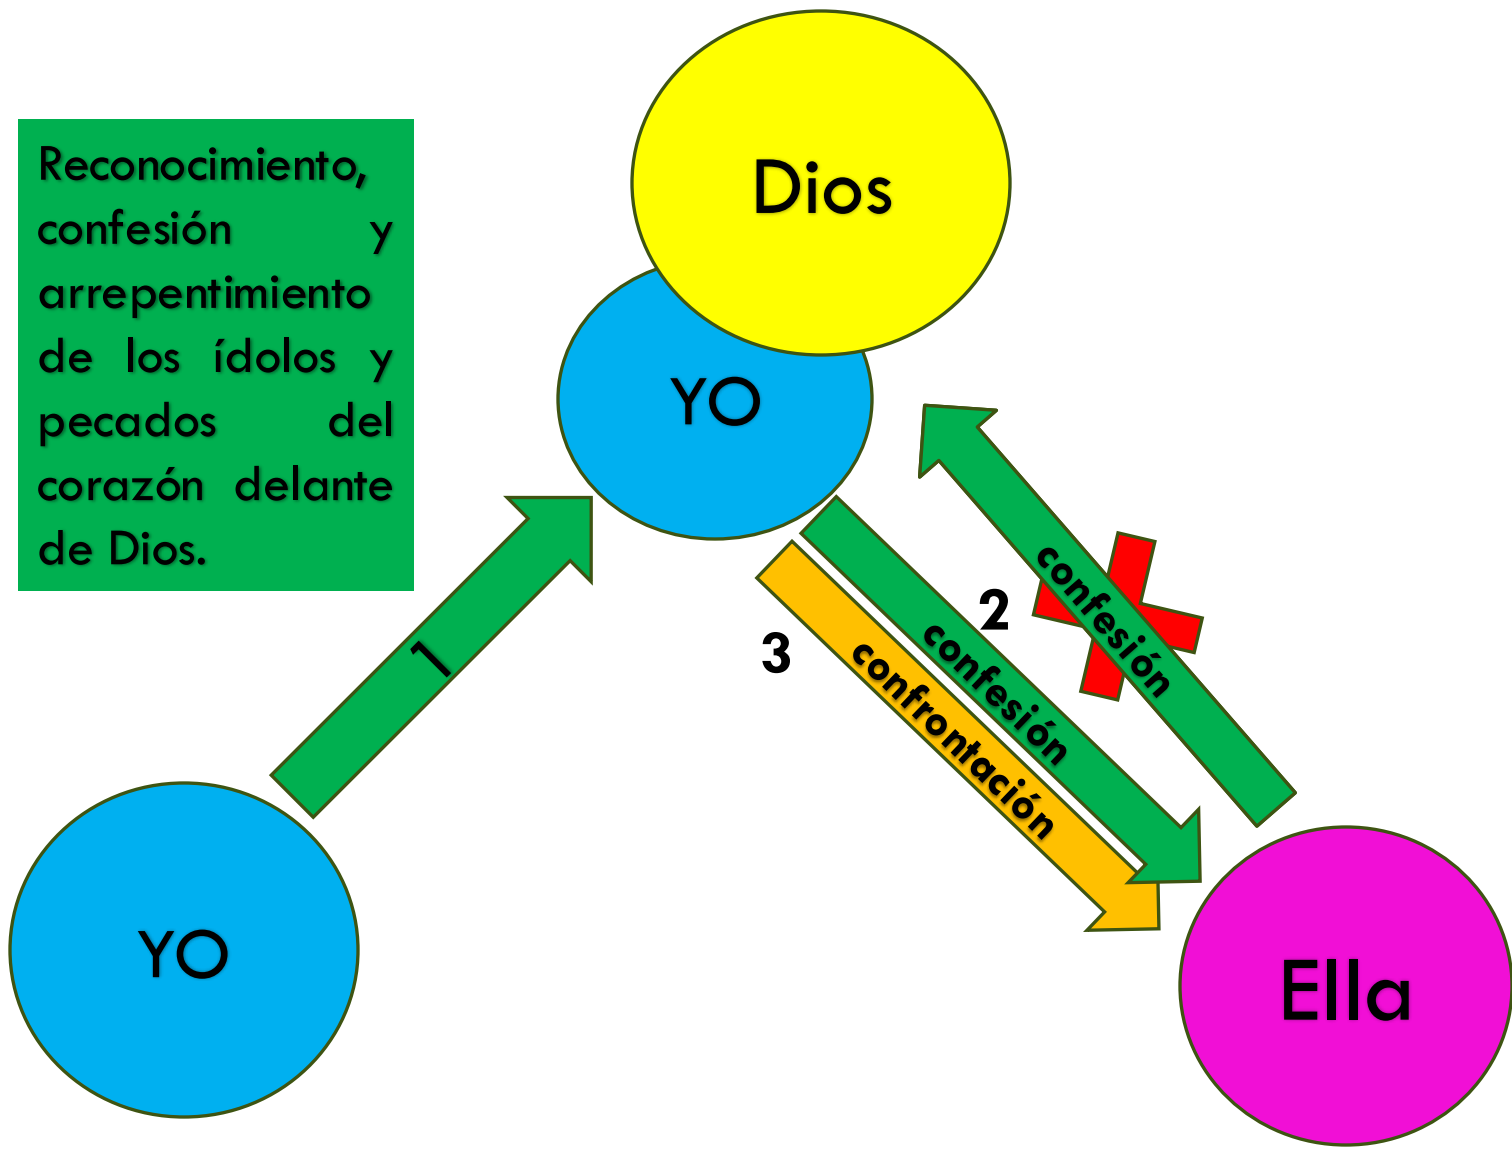 Reconocimiento,
confesión y
arrepentimiento
de los ídolos y
pecados del
corazón delante
de Dios.
Dios
YO
1
2
3
confesión
confesión
confrontación
YO
Ella